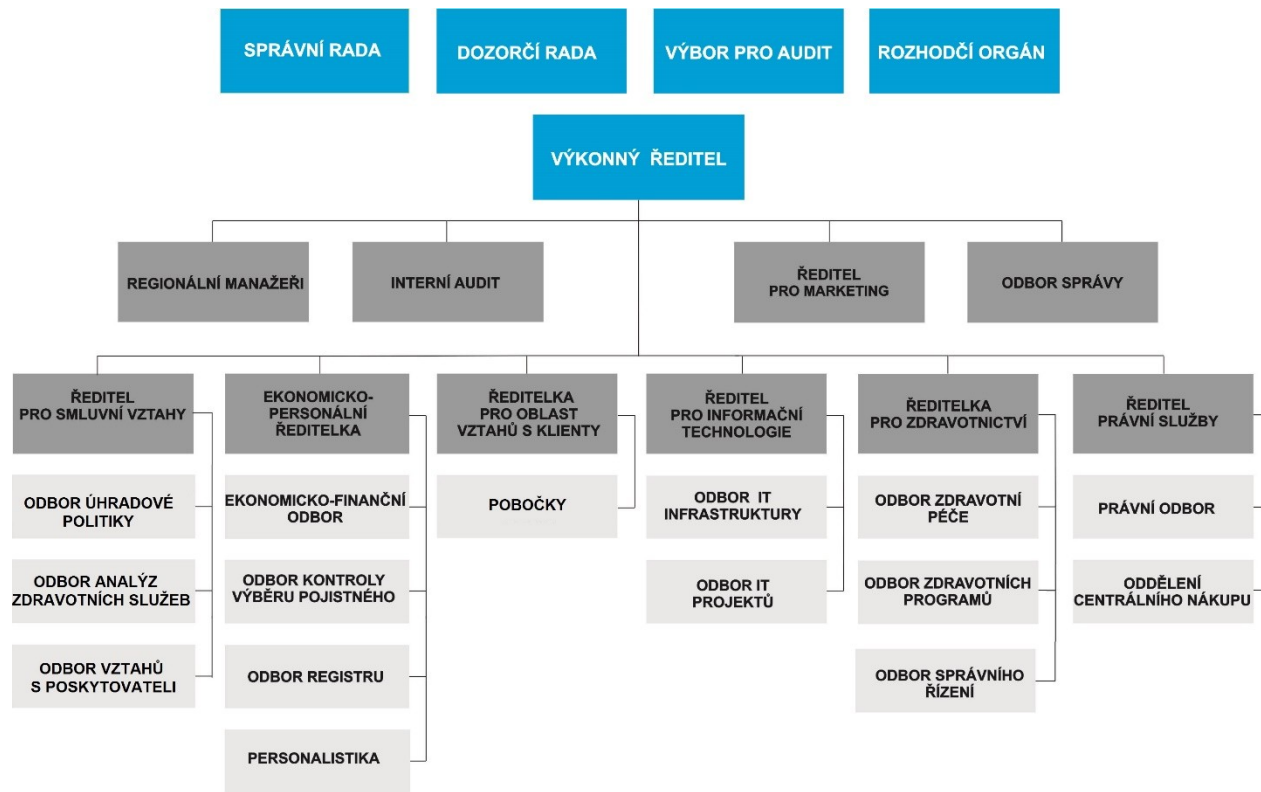 SPRÁVNÍ RADA
DOZORČÍ RADA
VÝBOR PRO AUDIT
ROZHODČÍ ORGÁN
VÝKONNÝ ŘEDITEL
REGIONÁLNÍ MANAŽEŘI
INTERNÍ AUDIT
ŘEDITEL
PRO MARKETING
ODBOR SPRÁVY
ŘEDITEL
PRO SMLUVNÍ VZTAHY
ODBOR ÚHRADOVÉ
POLITIKY
ODBOR ANALÝZ
ZDRAVOTNÍCH SLUŽEB
ODBOR VZTAHŮ
S POSKYTOVATELI
EKONOMICKO-
PERSONÁLNÍ
ŘEDITELKA
EKONOMICKO-FINANČNÍ
ODBOR
ODBOR KONTROLY
VÝBĚRU POJISTNÉHO
ODBOR REGISTRU
PERSONALISTIKA
ŘEDITELKA
PRO OBLAST
VZTAHŮ S KLIENTY
POBOČKY
ŘEDITEL
PRO INFORMAČNÍ
TECHNOLOGIE
ODBOR IT
INFRASTRUKTURY
ODBOR IT
PROJEKTŮ
ŘEDITELKA
PRO ZDRAVOTNICTVÍ
ODBOR ZDRAVOTNÍ
PÉČE
ODBOR ZDRAVOTNÍCH
PROGRAMŮ
ODBOR SPRÁVNÍHO
ŘÍZENÍ
ŘEDITEL
PRÁVNÍ SLUŽBY
PRÁVNÍ ODBOR
ODDĚLENÍ
CENTRÁLNÍHO NÁKUPU